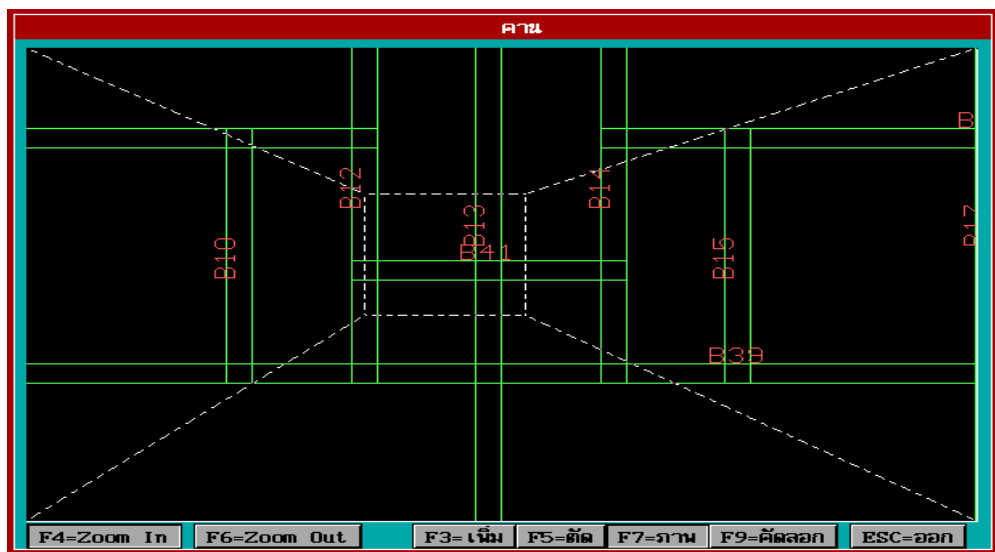 คาน
B
B12
B14
B13
B17
B10
B41
B15
B39
F4=Zoom In F6=Zoom Out F3=เพิ่ม F5=ตัด F7=ภาพ F9=คัดลอก ESC=ออก